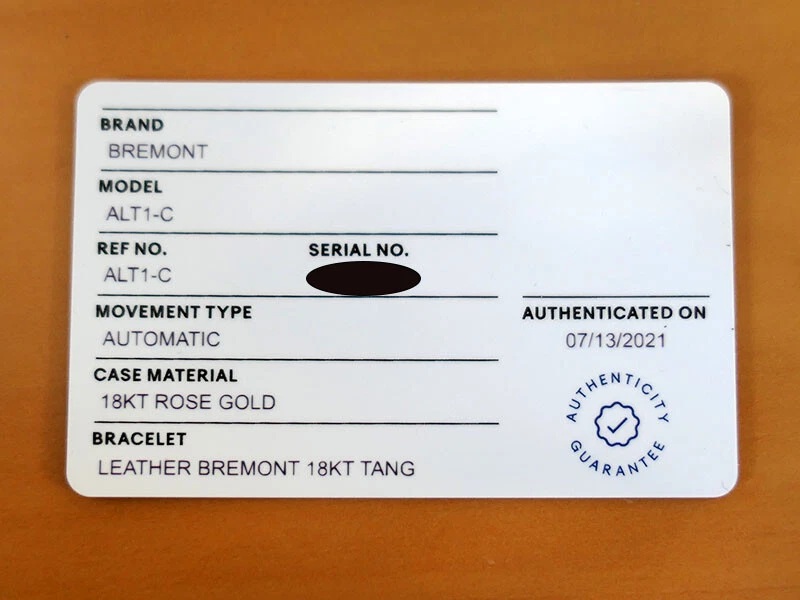 BRAND
BREMONT
MODEL
ALT1-C
REF NO. SERIAL NO.
ALT1-C
MOVEMENT TYPE
AUTOMATIC
CASE MATERIAL
18KT ROSE GOLD
BRACELET
LEATHER BREMONT 18KT TANG
AUTHENTICATED ON
07/13/2021
AUTHENTICITY
GUARANTEE